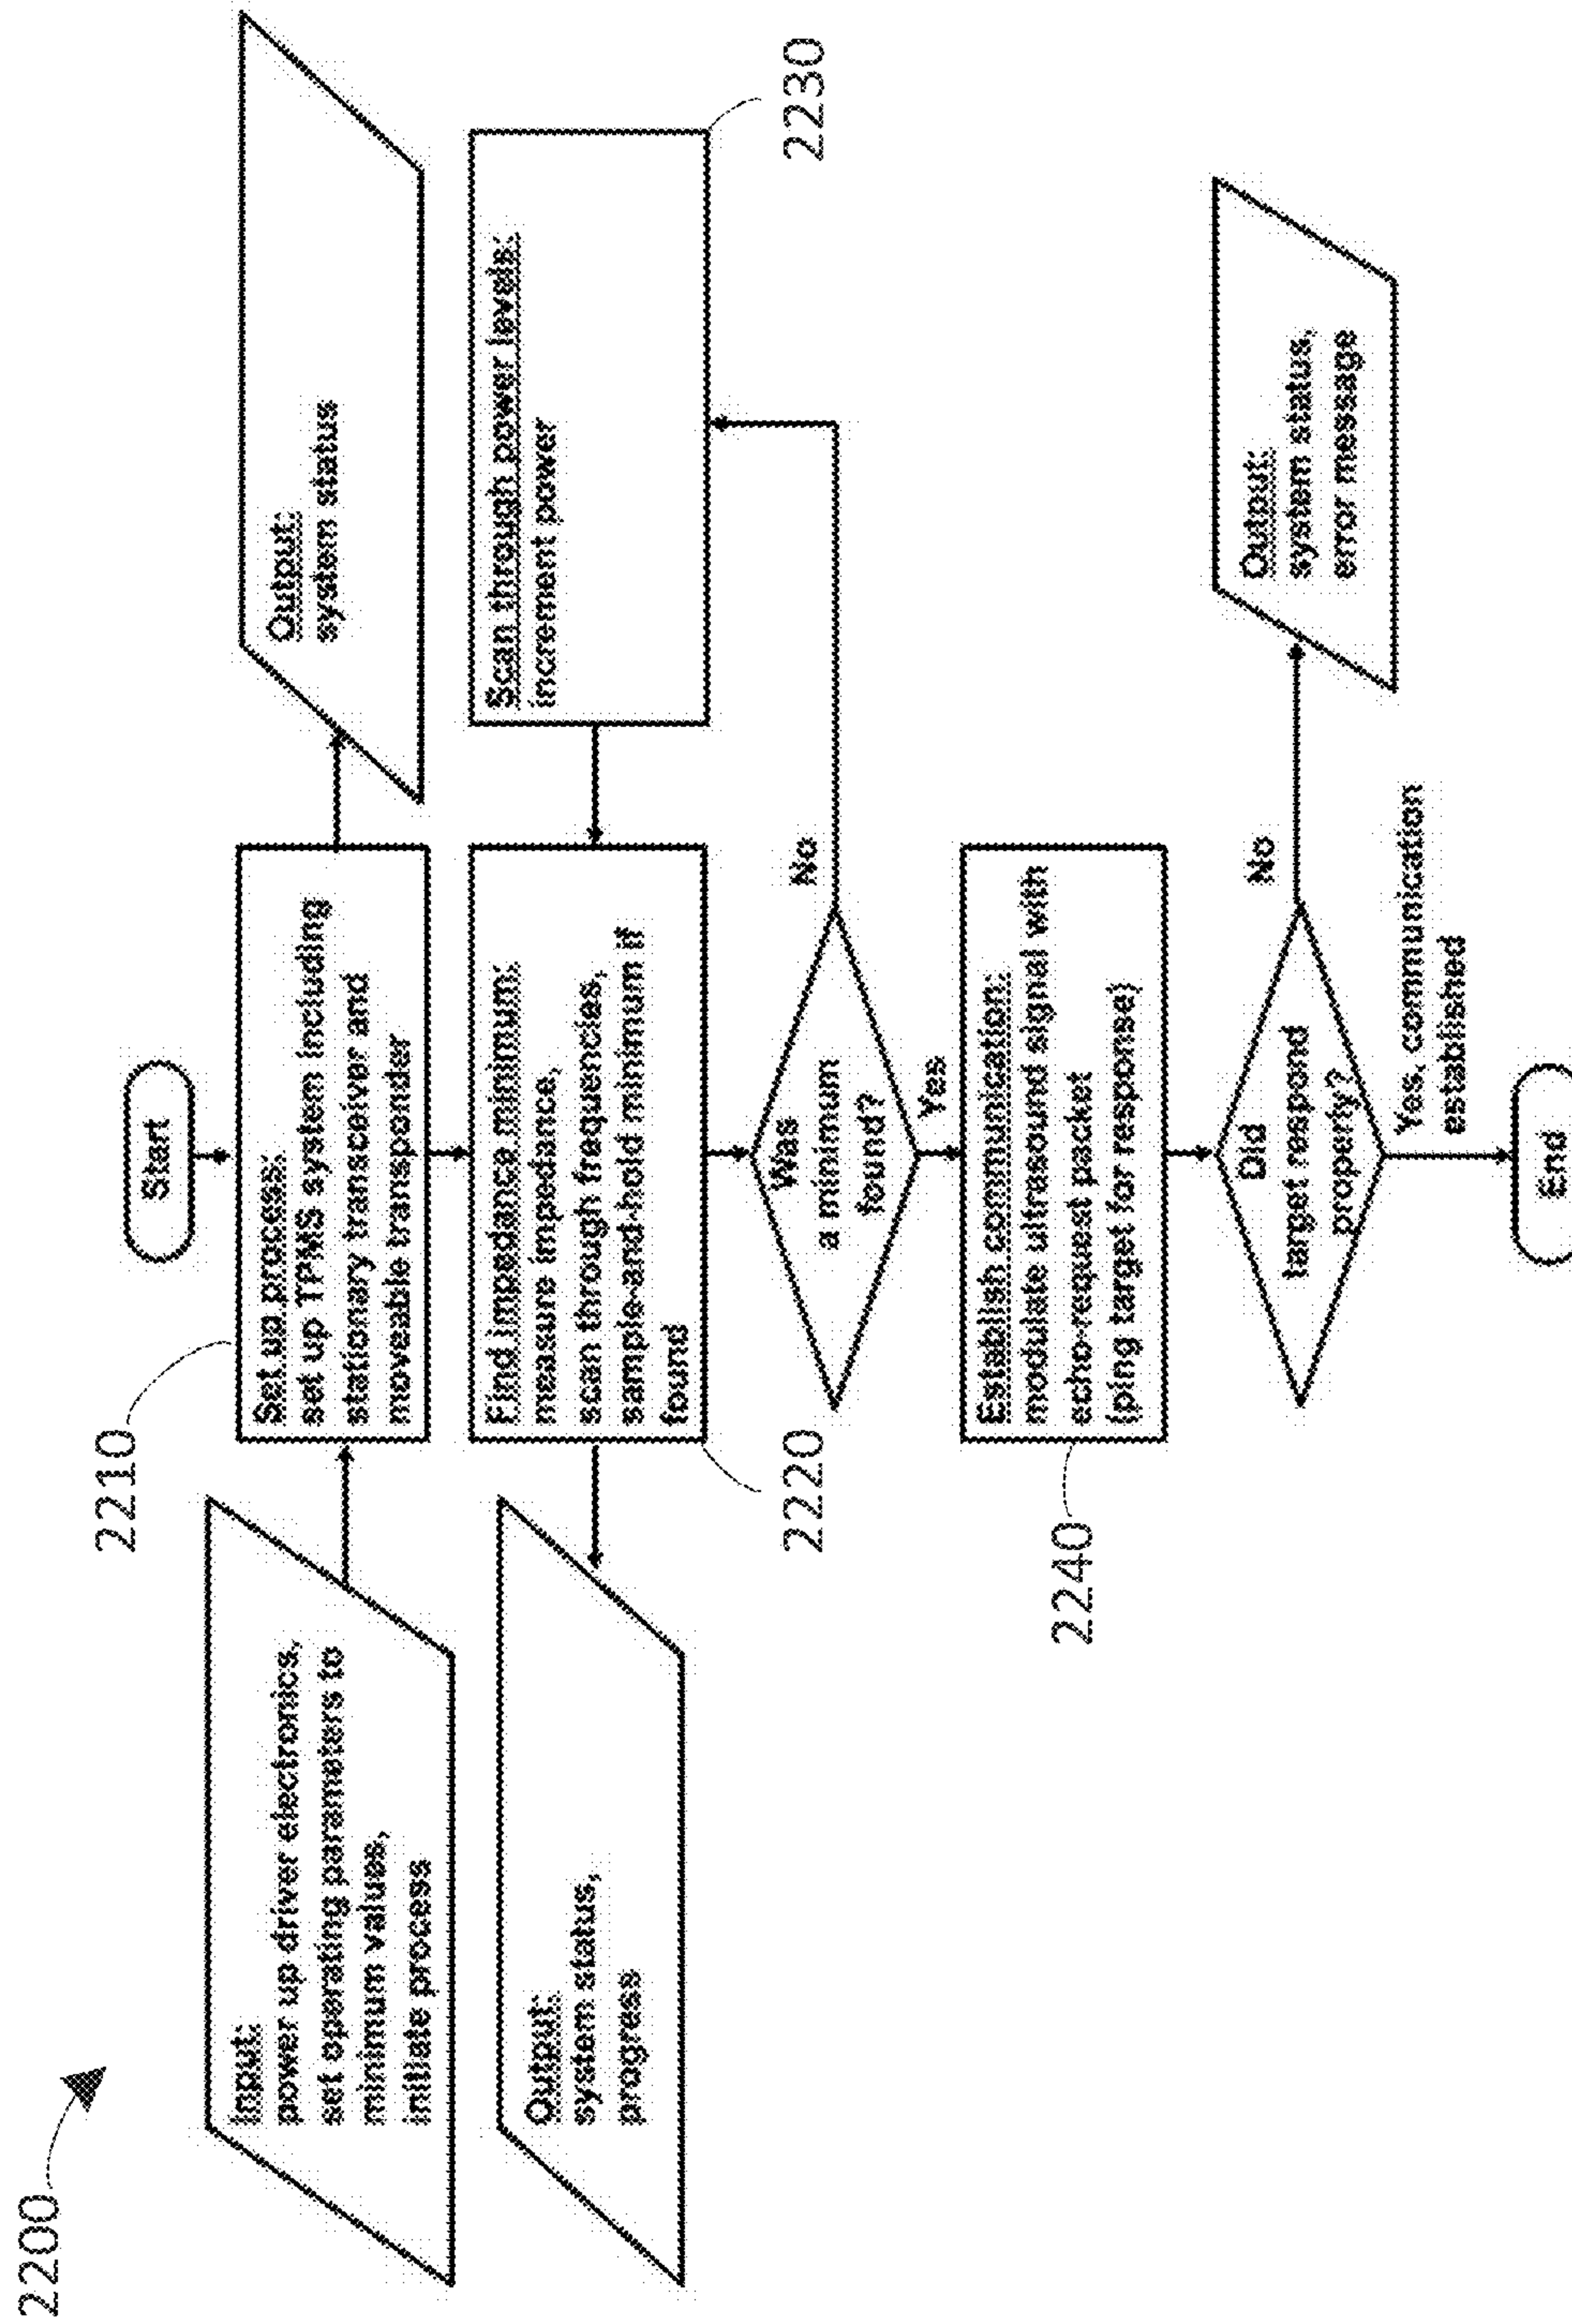 2200
Start
2210
Input:
power up driver electronics,
set operating parameters to
minimum values,
initiate process
Set up process:
set up TPMS system including
stationary transceiver and
moveable transponder
Output:
system status
Output:
system status,
progress
Find impedance minimum:
measure impedance,
scan through frequencies,
sample-and-hold minimum if
found
Scan through power levels:
increment power
2220
2230
Was
a minimum
found?
No
Yes
2240
Establish communication:
modulate ultrasound signal with
echo-request packet
(ping target for response)
Did
target respond
properly?
No
Output:
system status,
error message
Yes, communication
established
End